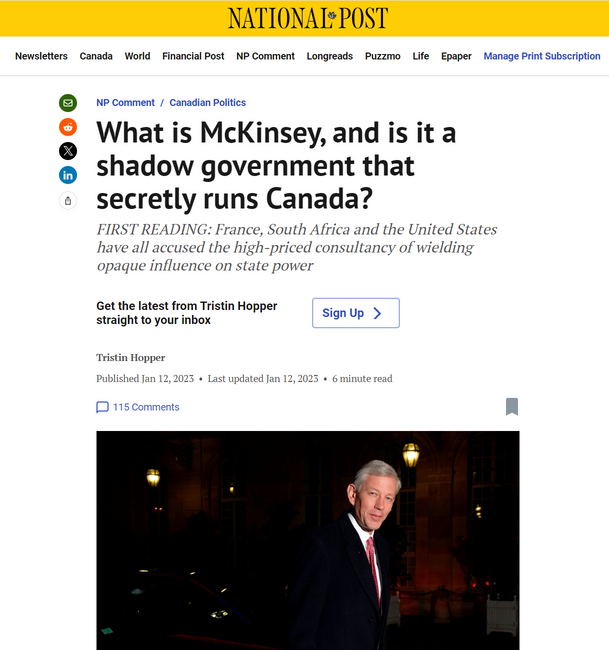 NATIONAL POST
Newsletters Canada World Financial Post NP Comment Longreads Puzzmo Life Epaper Manage Print Subscription
NP Comment / Canadian Politics
What is McKinsey, and is it a
shadow government that
secretly runs Canada?
FIRST READING: France, South Africa and the United States
have all accused the high-priced consultancy of wielding
opaque influence on state power
Get the latest from Tristin Hopper
straight to your inbox
Sign Up
Tristin Hopper
Published Jan 12, 2023 • Last updated Jan 12, 2023 • 6 minute read
115 Comments